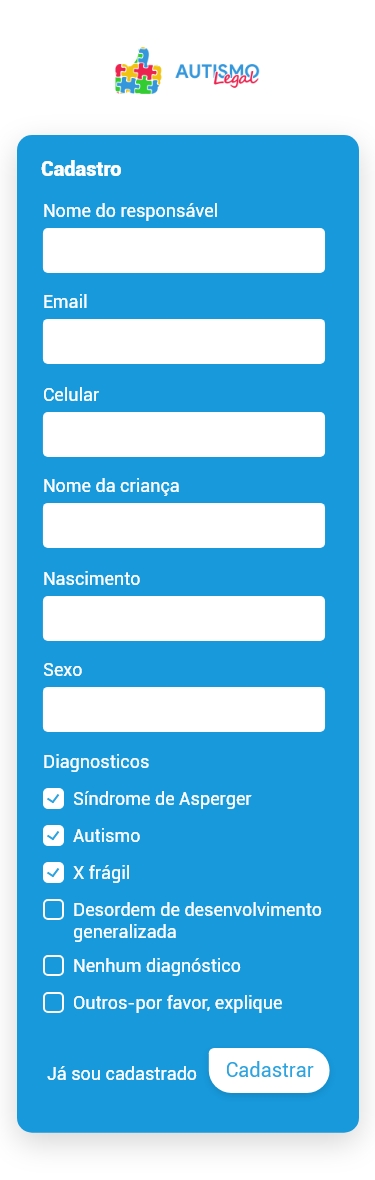 AUTISMO
Legal
Cadastro
Nome do responsável
Email
Celular
Nome da criança
Nascimento
Sexo
Diagnosticos
Síndrome de Asperger
Autismo
X frágil
Desordem de desenvolvimento
generalizada
Nenhum diagnóstico
Outros-por favor, explique
Já sou cadastrado
Cadastrar